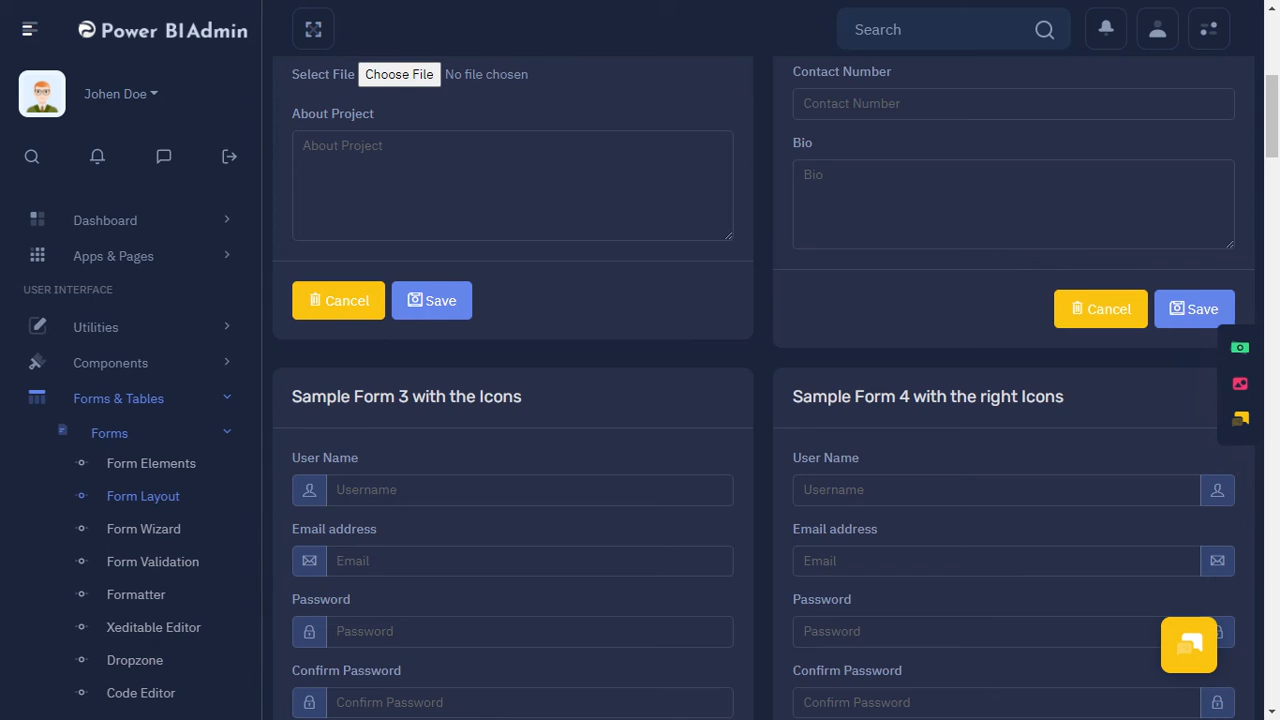 Power BI Admin
Search
Johen Doe
Dashboard
Apps & Pages
USER INTERFACE
Utilities
Components
Forms & Tables
Forms
Form Elements
Form Layout
Form Wizard
Form Validation
Formatter
Xeditable Editor
Dropzone
Code Editor
Select File Choose File No file chosen
About Project
About Project
Cancel Save
Contact Number
Contact Number
Bio
Bio
Cancel Save
Sample Form 3 with the Icons
User Name
Username
Email address
Email
Password
Password
Confirm Password
Confirm Password
Sample Form 4 with the right Icons
User Name
Username
Email address
Email
Password
Password
Confirm Password
Confirm Password